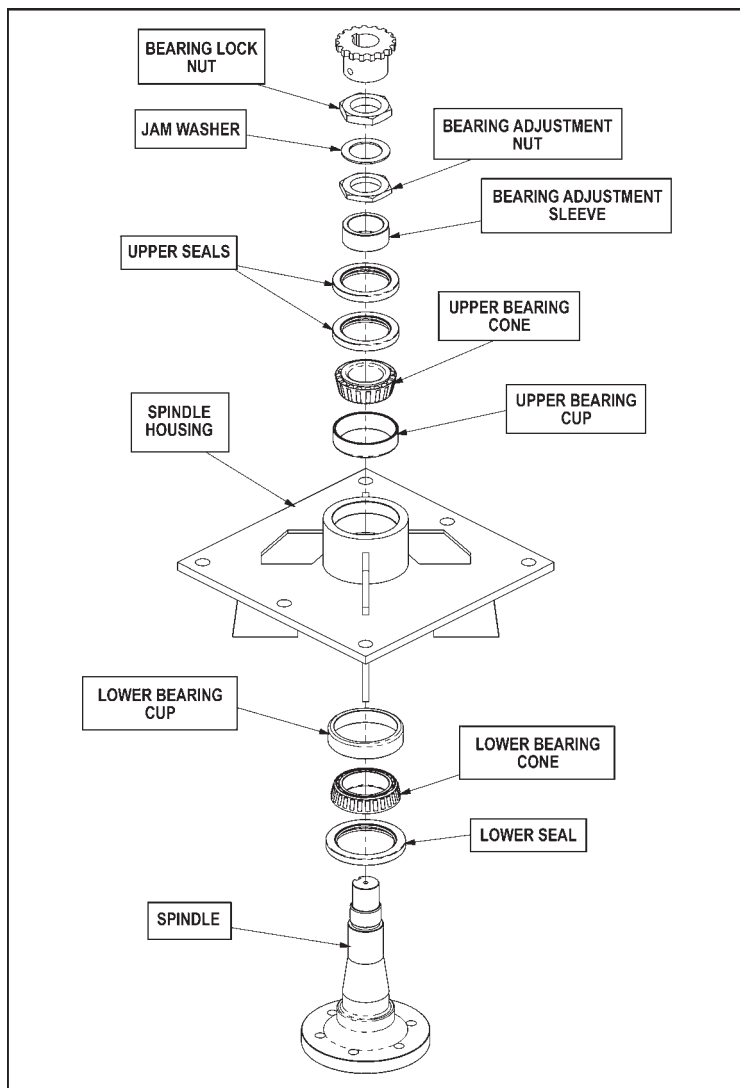 BEARING LOCK
NUT
JAM WASHER
BEARING ADJUSTMENT
NUT
BEARING ADJUSTMENT
SLEEVE
UPPER SEALS
UPPER BEARING
CONE
UPPER BEARING
CUP
SPINDLE
HOUSING
LOWER BEARING
CUP
LOWER BEARING
CONE
LOWER SEAL
SPINDLE